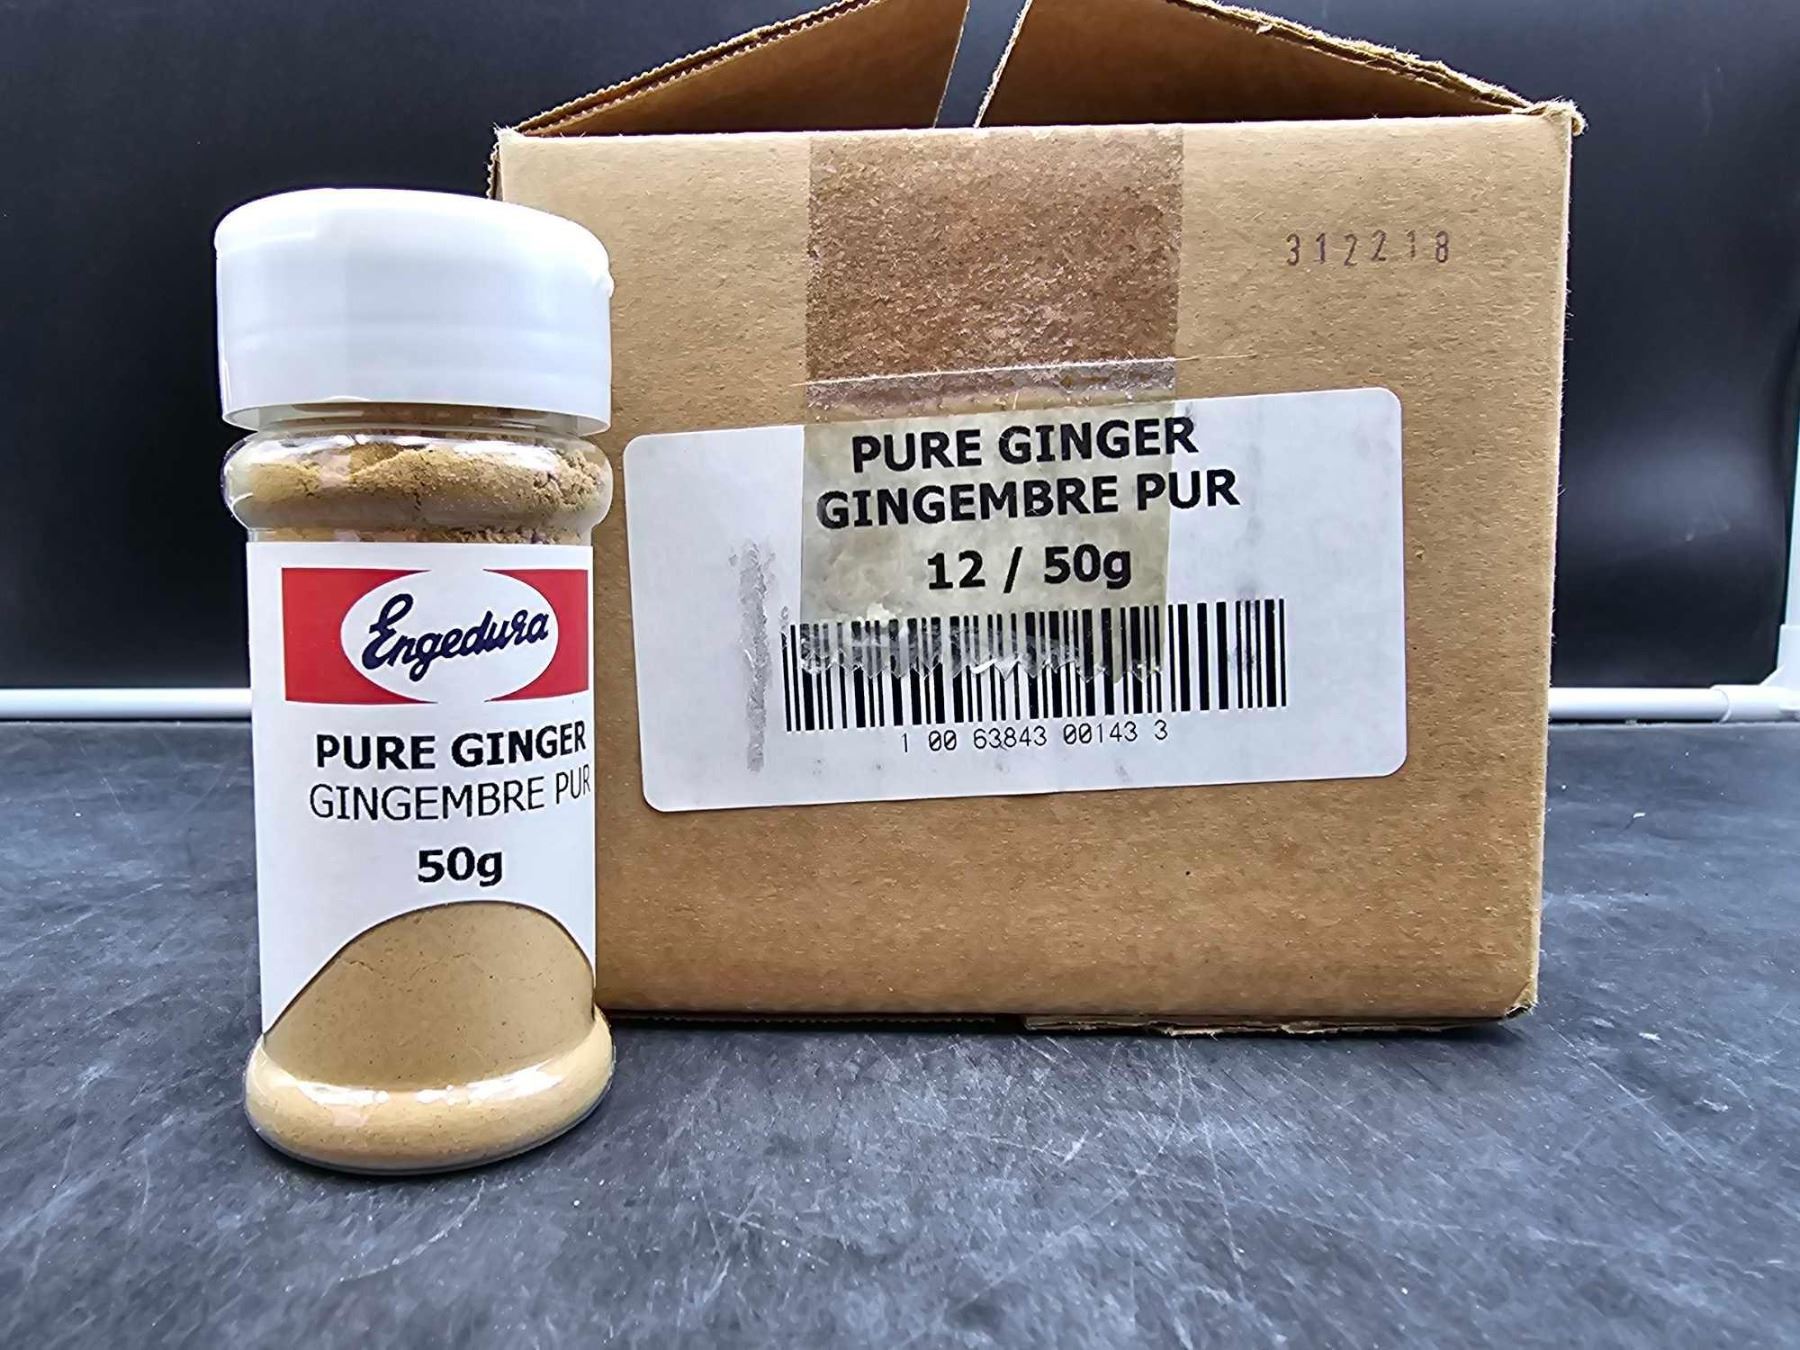 Engedura
PURE GINGER
GINGEMBRE PUR
50g
312218
PURE GINGER
GINGEMBRE PUR
12 / 50g
1 00 63843 00143 3